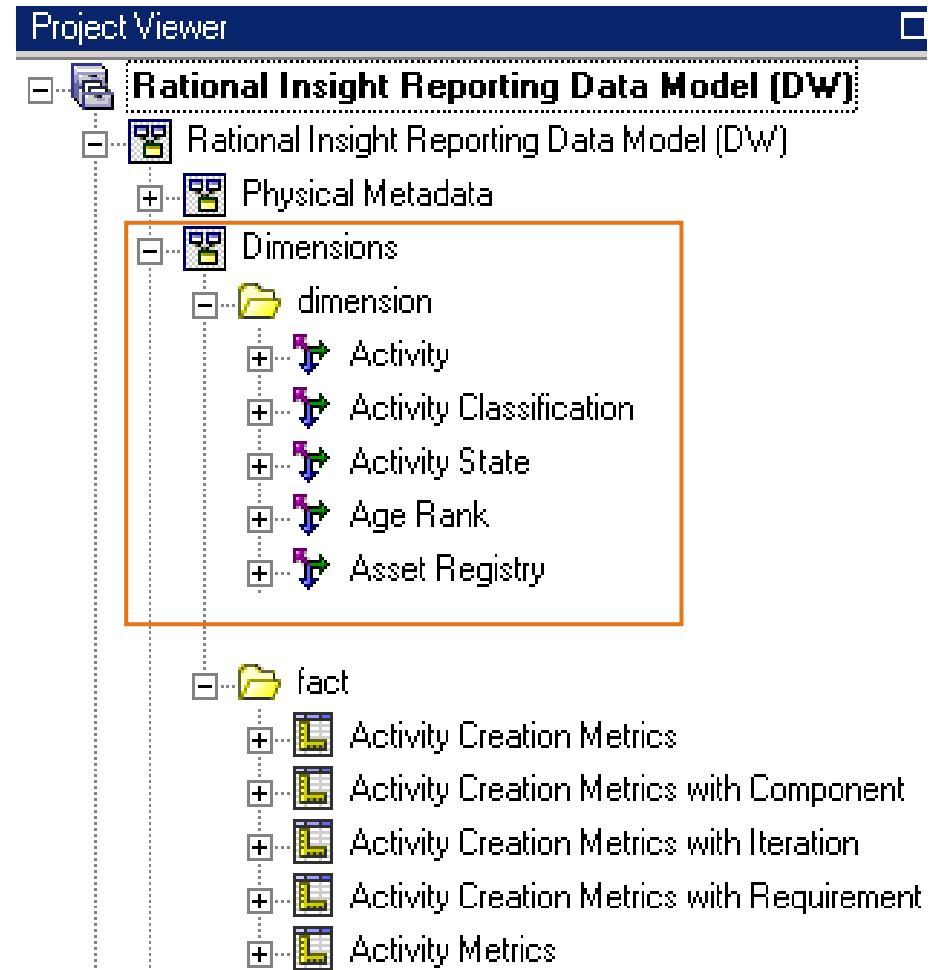 Project Viewer
Rational Insight Reporting Data Model (DW)
Rational Insight Reporting Data Model (DW)
Physical Metadata
Dimensions
dimension
Activity
Activity Classification
Activity State
Age Rank
Asset Registry
fact
Activity Creation Metrics
Activity Creation Metrics with Component
Activity Creation Metrics with Iteration
Activity Creation Metrics with Requirement
Activity Metrics